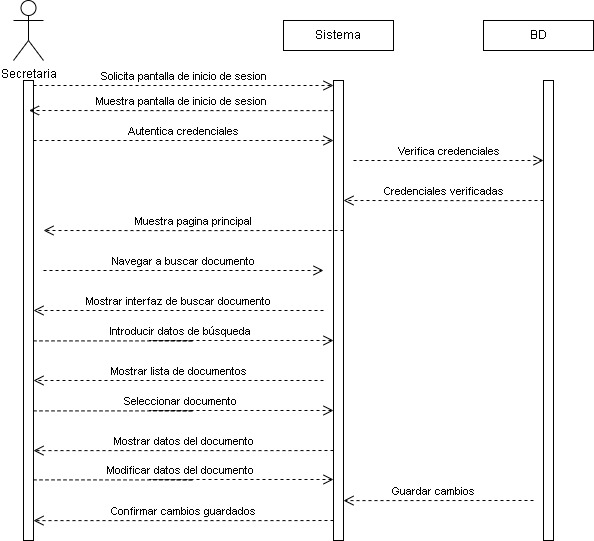 Sistema
BD
Secretaria
Solicita pantalla de inicio de sesion
Muestra pantalla de inicio de sesion
Autentica credenciales
Verifica credenciales
Credenciales verificadas
Muestra pagina principal
Navegar a buscar documento
Mostrar interfaz de buscar documento
Introducir datos de búsqueda
Mostrar lista de documentos
Seleccionar documento
Mostrar datos del documento
Modificar datos del documento
Guardar cambios
Confirmar cambios guardados